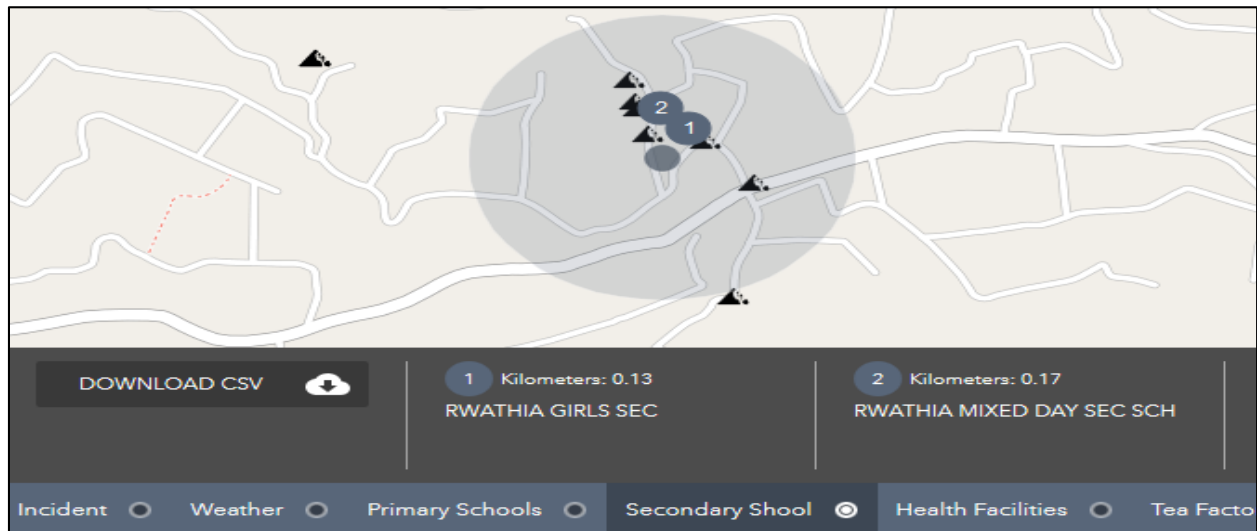 2
1
DOWNLOAD CSV
1 Kilometers: 0.13
RWATHIA GIRLS SEC
2 Kilometers: 0.17
RWATHIA MIXED DAY SEC SCH
Incident Weather Primary Schools Secondary Shool Health Facilities Tea Facto